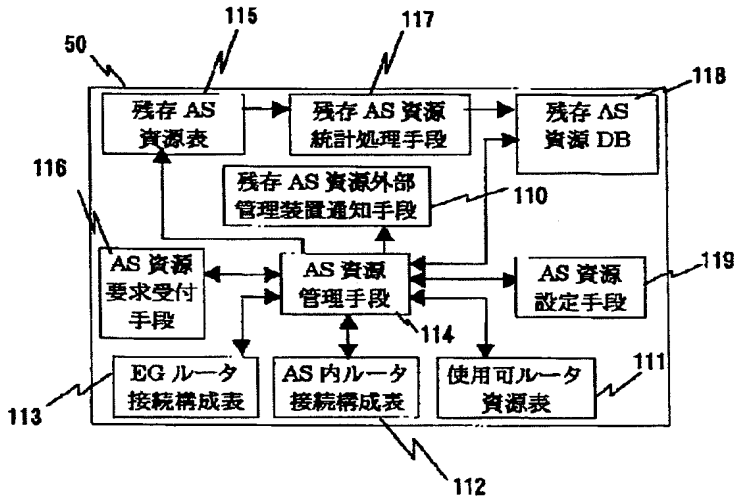 115
117
50
118
残存 AS
資源表
残存 AS 資源
統計処理手段
残存 AS
資源 DB
116
残存 AS 資源外部
管理装置通知手段
110
AS 資源
要求受付
手段
AS 資源
管理手段
114
AS 資源
設定手段
119
113
EG ルータ
接続構成表
AS 内ルータ
接続構成表
使用可ルータ
資源表
111
112